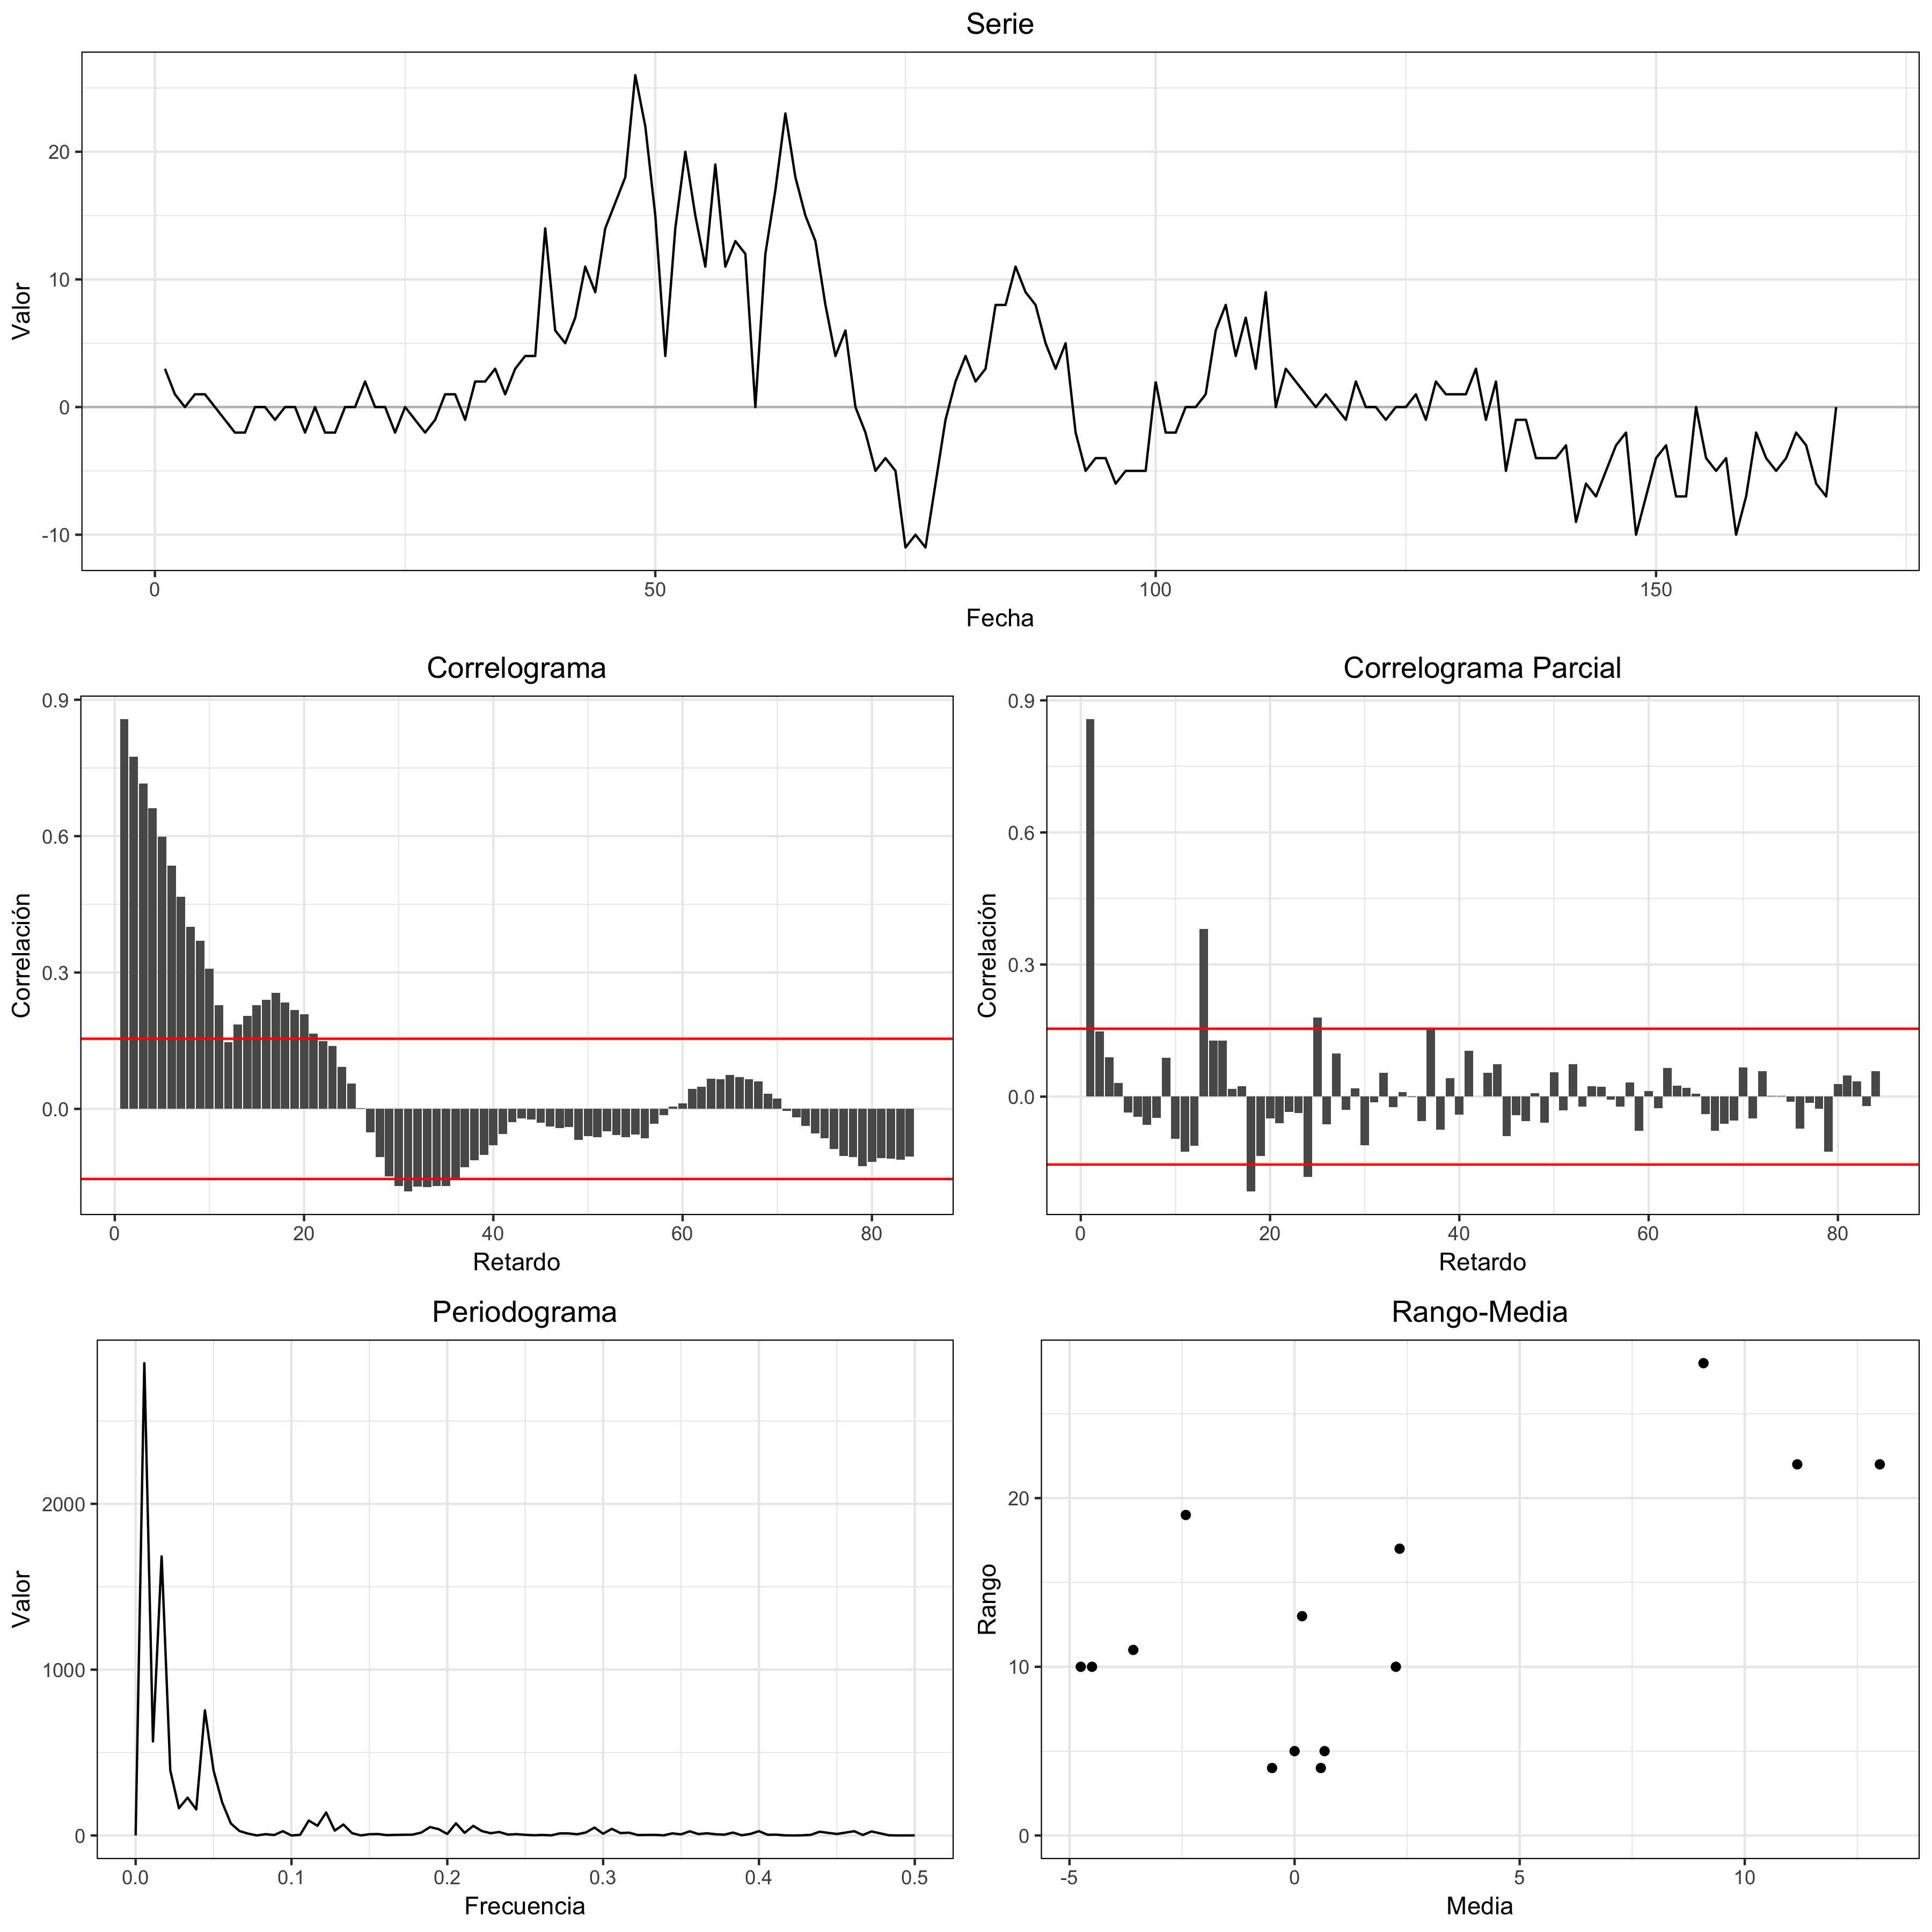 Serie
20
10
0
-10
Valor
0 50 100 150
Fecha
Correlograma
0.9
0.6
0.3
0.0
Correlación
0 20 40 60 80
Retardo
Correlograma Parcial
0.9
0.6
0.3
0.0
Correlación
0 20 40 60 80
Retardo
Periodograma
2000
1000
0
Valor
0.0 0.1 0.2 0.3 0.4 0.5
Frecuencia
Rango-Media
20
10
0
Rango
-5 0 5 10
Media